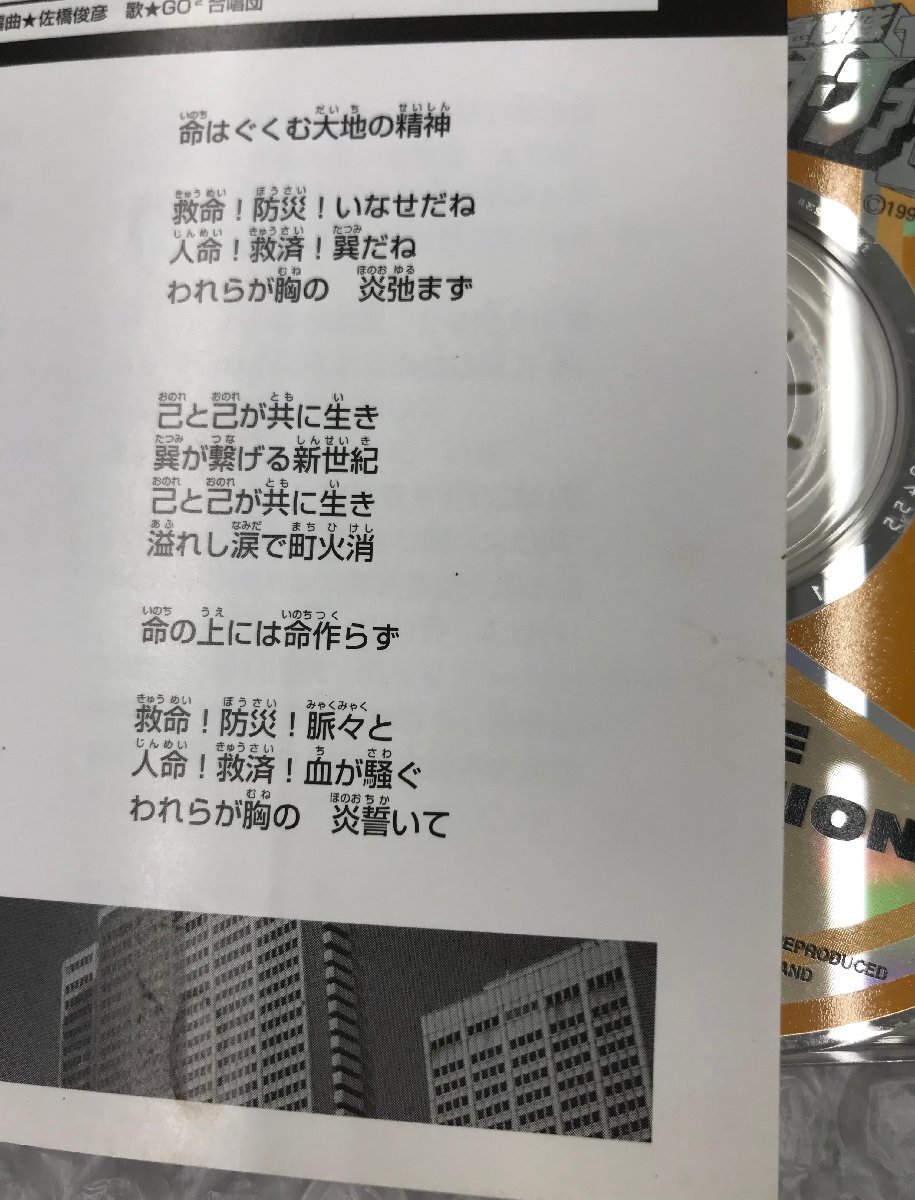 編曲★佐橋俊彦 歌★GO²合唱団
命はぐくむ大地の精神
救命！防災！いなせだね
人命！救済！巽だね
われらが胸の 炎弛まず
己と己が共に生き
巽が繋げる新世紀
己と己が共に生き
溢れし涙で町火消
命の上には命作らず
救命！防災！脈々と
人命！救済！血が騒ぐ
われらが胸の 炎誓いて
©199
REPRODUCED
AND